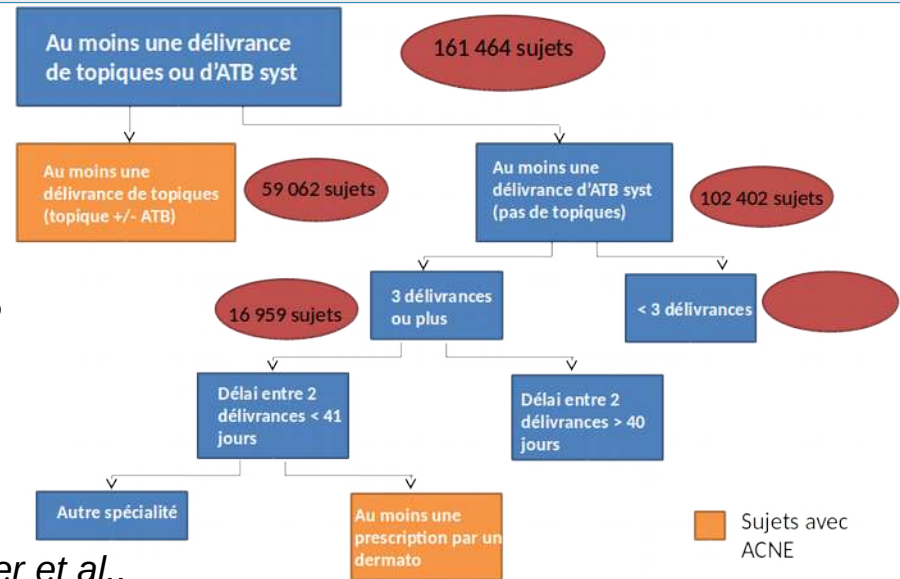 Au moins une délivrance
de topiques ou d'ATB syst
161 464 sujets
Au moins une
délivrance de topiques
(topique +/- ATB)
59 062 sujets
Au moins une
délivrance d'ATB syst
(pas de topiques)
102 402 sujets
16 959 sujets
3 délivrances
ou plus
< 3 délivrances
Délai entre 2
délivrances < 41
jours
Délai entre 2
délivrances > 40
jours
Autre spécialité
Au moins une
prescription par un
dermato
Sujets avec
ACNE
er et al.,